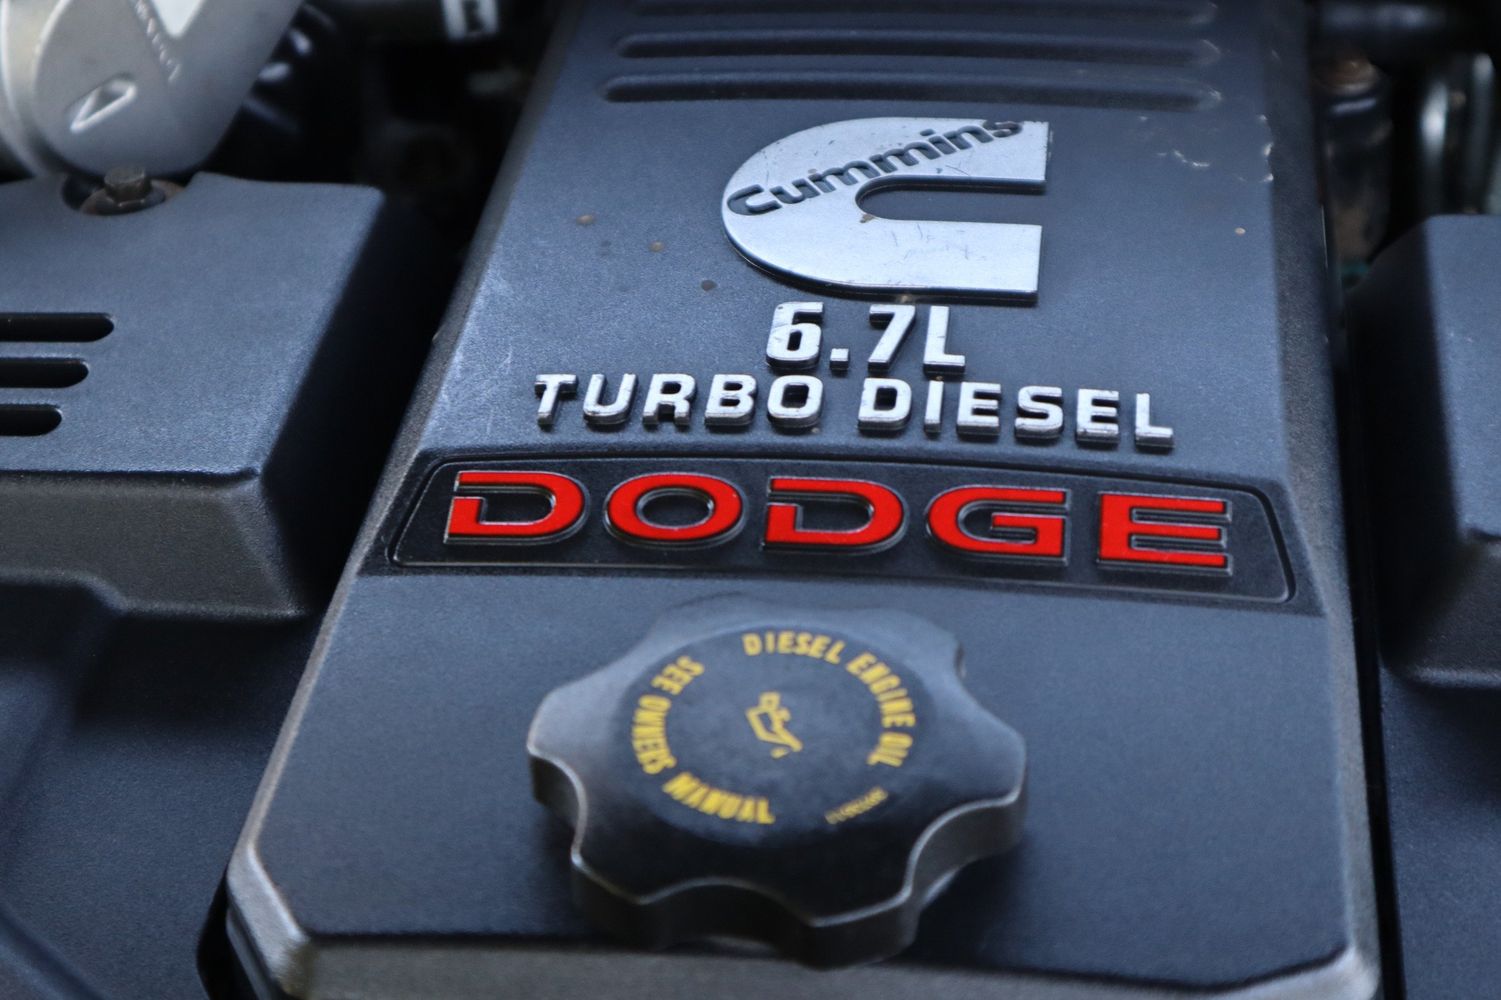 Cummins
6.7L
TURBO DIESEL
DODGE
DIESEL ENGINE OIL
SEE OWNERS MANUAL